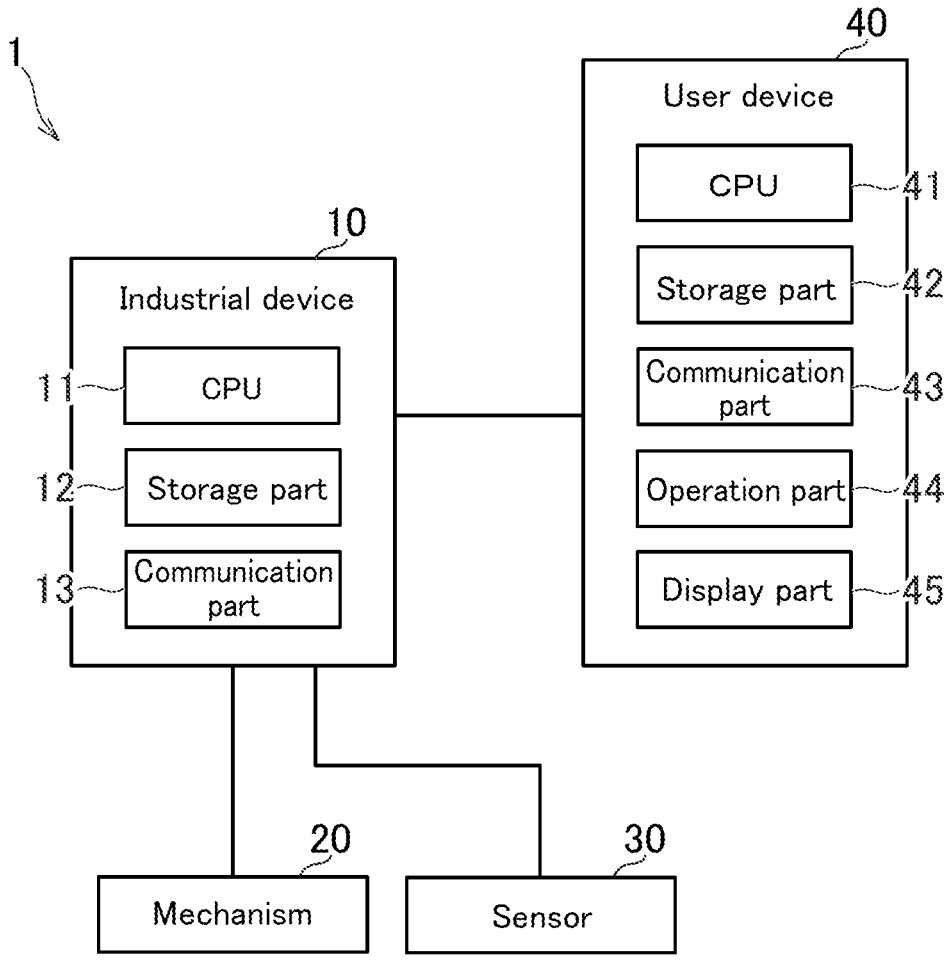 1
40
User device
CPU
41
Storage part
42
Communication
part
43
Operation part
44
Display part
45
10
Industrial device
11
CPU
12
Storage part
13
Communication
part
20
Mechanism
30
Sensor